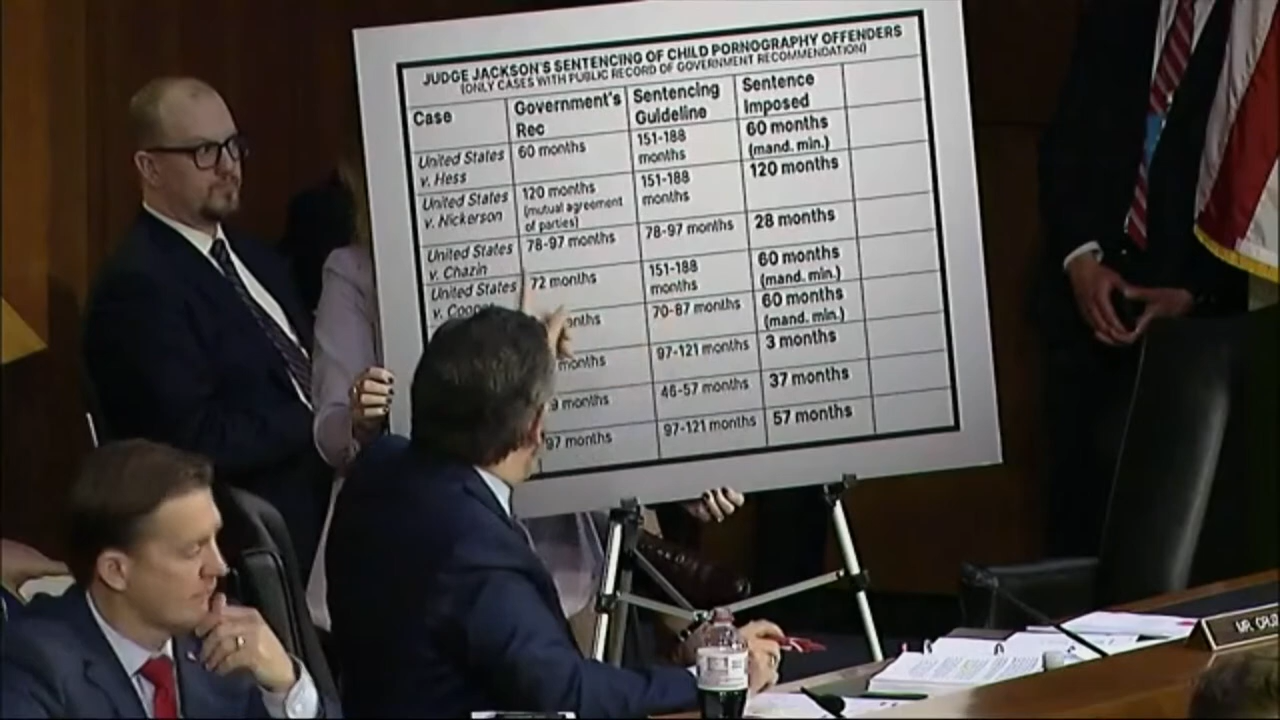 JUDGE JACKSON'S SENTENCING OF CHILD PORNOGRAPHY OFFENDERS
(ONLY CASES WITH PUBLIC RECORD OF GOVERNMENT RECOMMENDATION)
Case
Government's
Rec
Sentencing
Guideline
Sentence
Imposed
United States
v. Hess
60 months
151-188
months
60 months
(mand. min.)
United States
v. Nickerson
120 months
(mutual agreement
of parties)
151-188
months
120 months
United States
v. Chazin
78-97 months
78-97 months
28 months
United States
v.
72 months
151-188
months
60 months
(mand. min.)
70-87 months
60 months
(mand. min.)
months
97-121 months
3 months
months
46-57 months
37 months
97 months
97-121 months
57 months
MR.